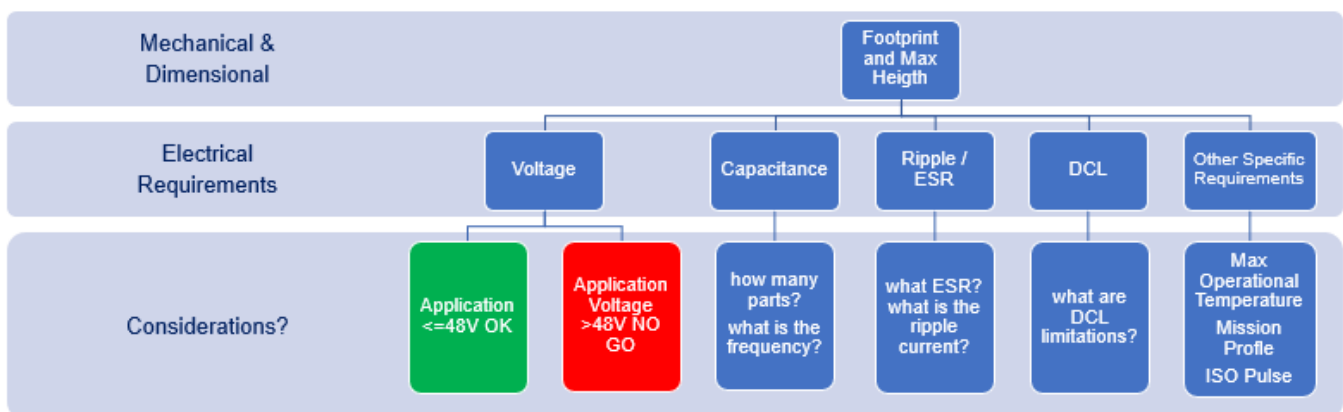 Mechanical &
Dimensional
Footprint
and Max
Heigth
Electrical
Requirements
Voltage
Capacitance
Ripple /
ESR
DCL
Other Specific
Requirements
Considerations?
Application
<=48V OK
Application
Voltage
>48V NO
GO
how many
parts?
what is the
frequency?
what ESR?
what is the
ripple
current?
what are
DCL
limitations?
Max
Operational
Temperature
Mission
Profle
ISO Pulse